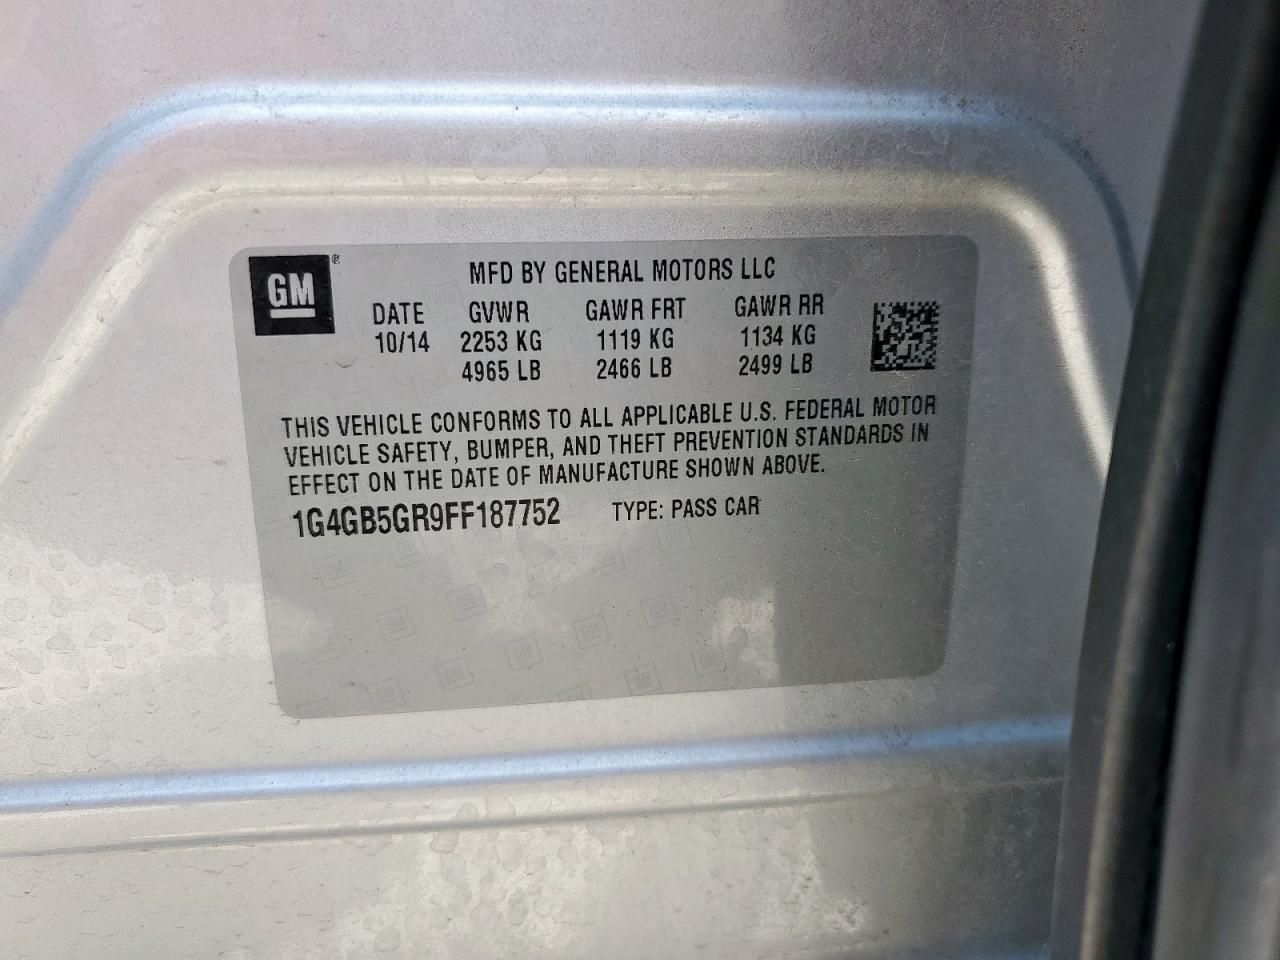 GM®
MFD BY GENERAL MOTORS LLC
DATE GVWR GAWR FRT GAWR RR
10/14 2253 KG 1119 KG 1134 KG
4965 LB 2466 LB 2499 LB
THIS VEHICLE CONFORMS TO ALL APPLICABLE U.S. FEDERAL MOTOR
VEHICLE SAFETY, BUMPER, AND THEFT PREVENTION STANDARDS IN
EFFECT ON THE DATE OF MANUFACTURE SHOWN ABOVE.
1G4GB5GR9FF187752 TYPE: PASS CAR